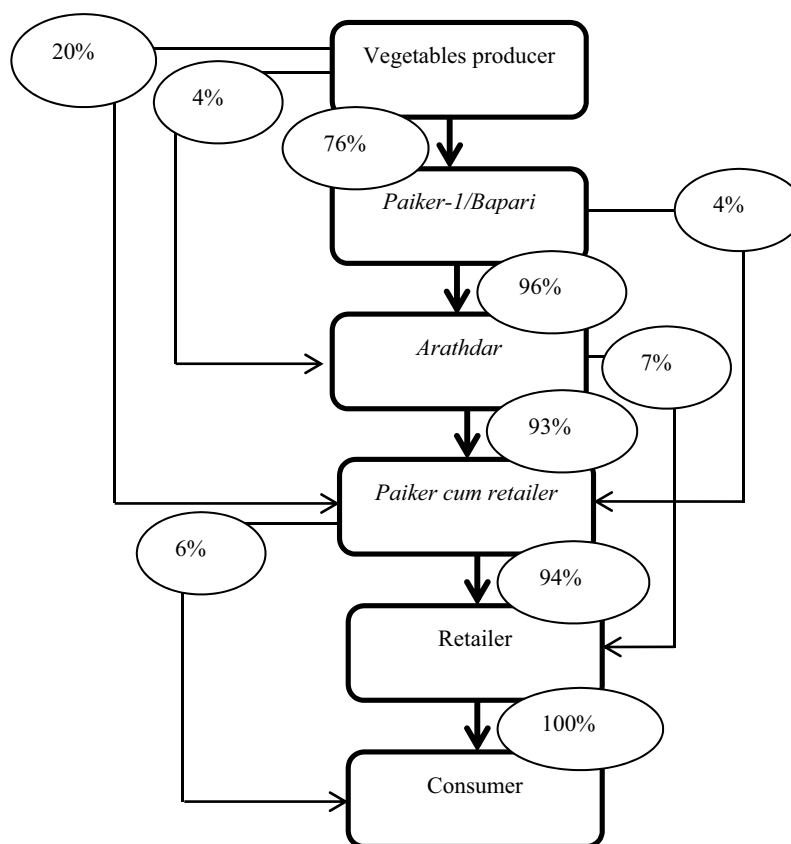 20%
Vegetables producer
4%
76%
Paiker-1/Bapari
4%
96%
Arathdar
7%
93%
Paiker cum retailer
6%
94%
Retailer
100%
Consumer